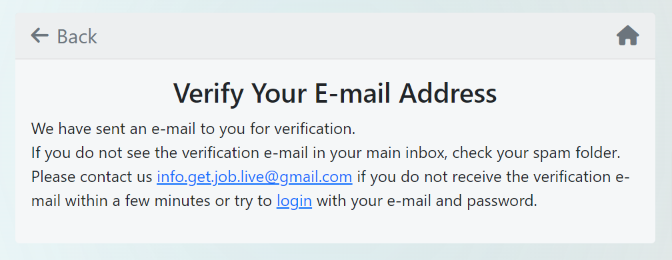 Back
Verify Your E-mail Address
We have sent an e-mail to you for verification.
If you do not see the verification e-mail in your main inbox, check your spam folder.
Please contact us info.get.job.live@gmail.com if you do not receive the verification e-
mail within a few minutes or try to login with your e-mail and password.